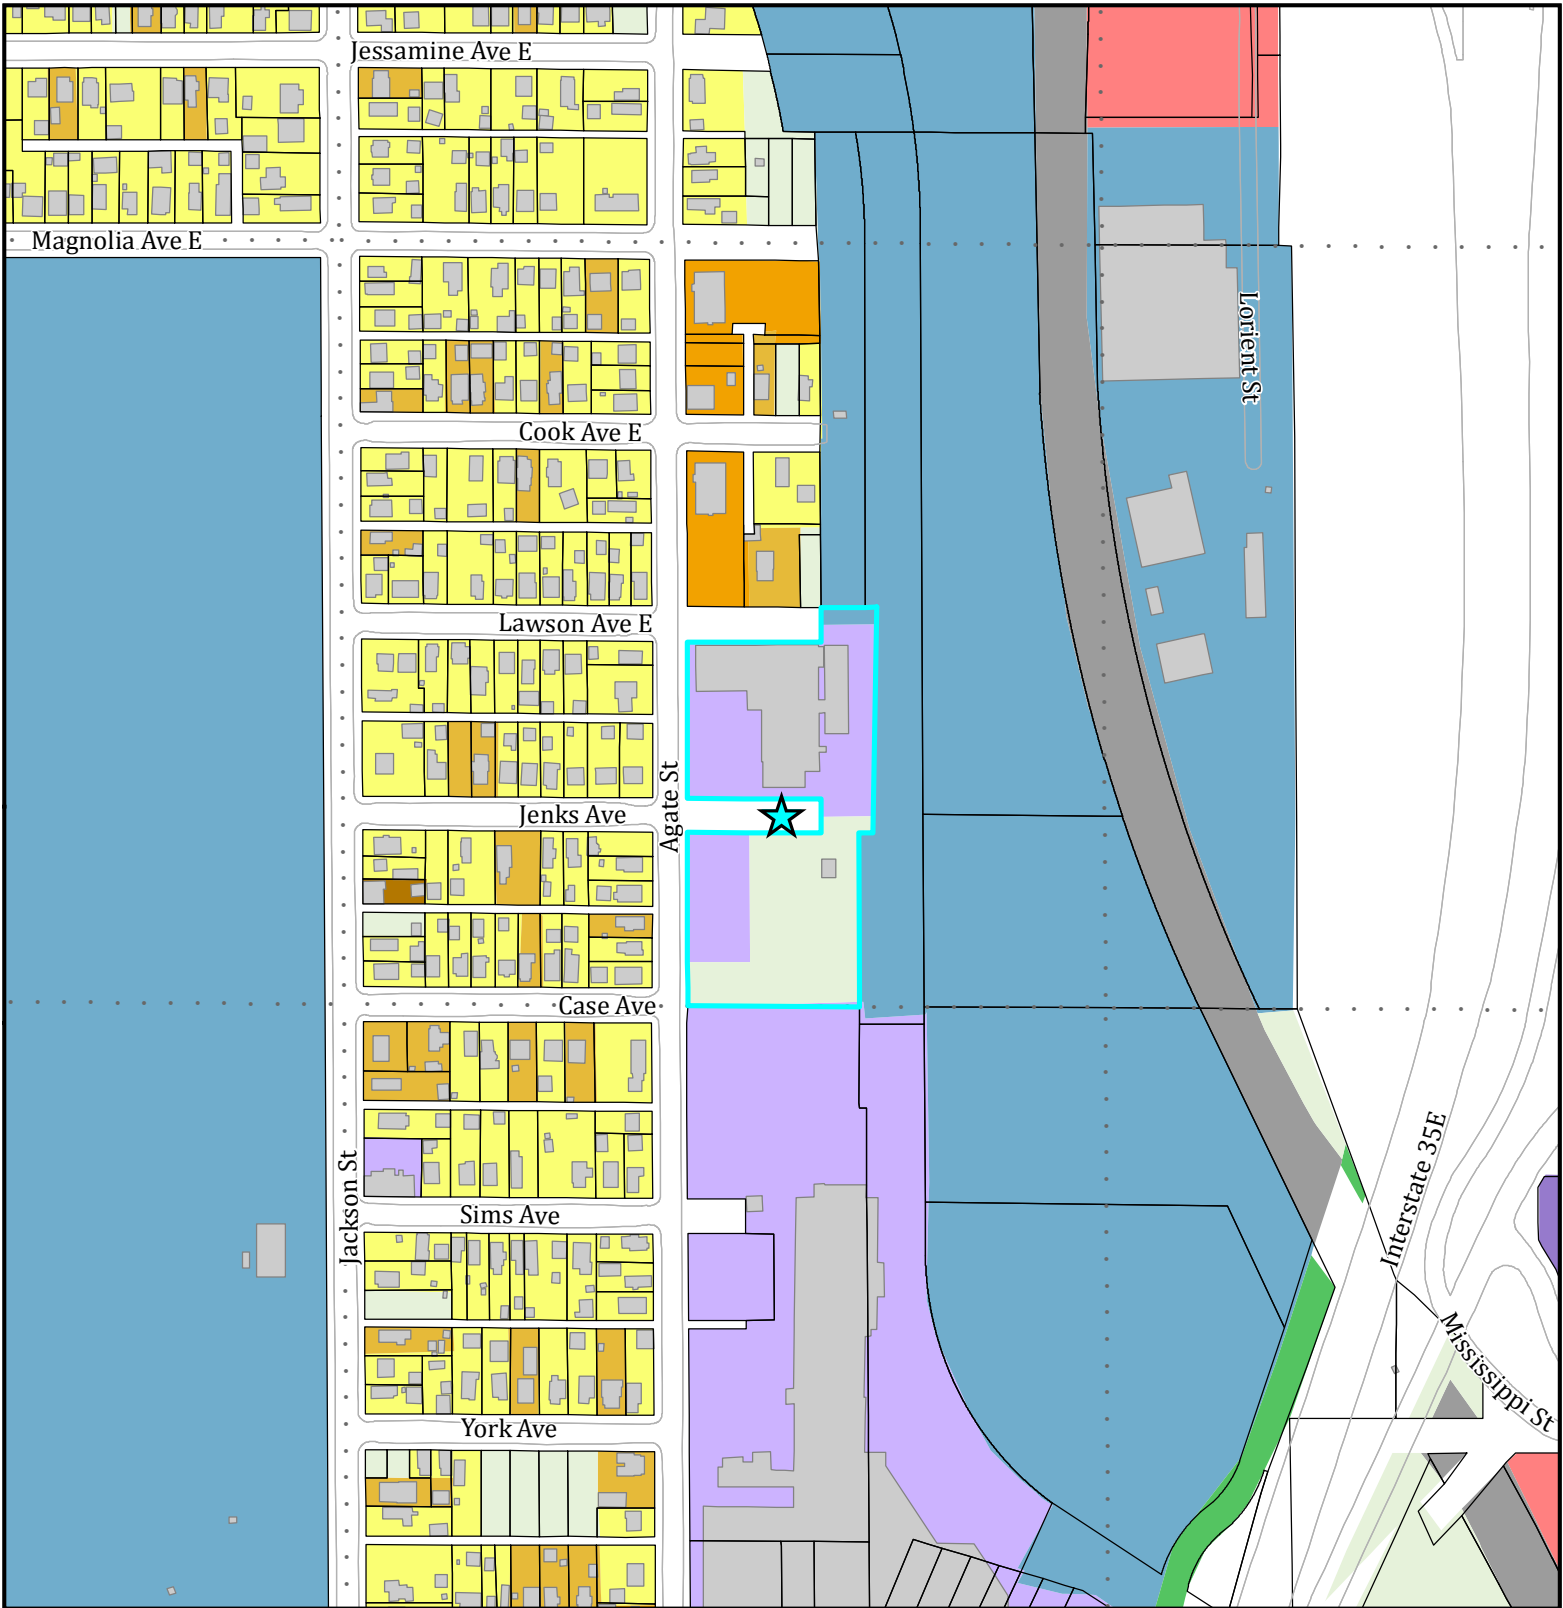 Jessamine Ave E
Magnolia Ave E
Lorient St
Cook Ave E
Lawson Ave E
Agate St
Jenks Ave
Case Ave
Jackson St
Interstate 35E
Sims Ave
Mississippi St
York Ave